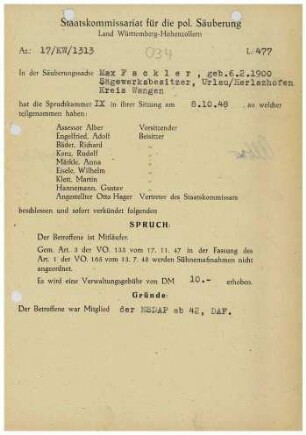 Staatskommissariat für die pol. Säuberung
Land Württemberg-Hohenzollern
Az.: 17/KW/1313 034 L: 477
In der Säuberungssache Max Fackler, geb.6.2.1900
Sägewerksbesitzer, Urlau/Herlazhofen
Kreis Wangen
hat die Spruchkammer IX in ihrer Sitzung am 8.10.48 , an welcher
teilgenommen haben:
Assessor Alber Vorsitzender
Engelfried, Adolf Beisitzer
Bäder, Richard
Kanz, Rudolf
Märkle, Anna
Eisele, Wilhelm
Klett, Martin
Hannemann, Gustav
Angestellter Otto Hager Vertreter des Staatskommissars
beschlossen und sofort verkündet folgenden
SPRUCH:
Der Betroffene ist Mitläufer.
Gem. Art. 3 der VO. 133 vom 17. 11. 47 in der Fassung des
Art. 1 der VO. 165 vom 13. 7. 48 werden Sühnemaßnahmen nicht
angeordnet.
Es wird eine Verwaltungsgebühr von DM 10.- erhoben.
Gründe:
Der Betroffene war Mitglied der NSDAP ab 42, DAF.